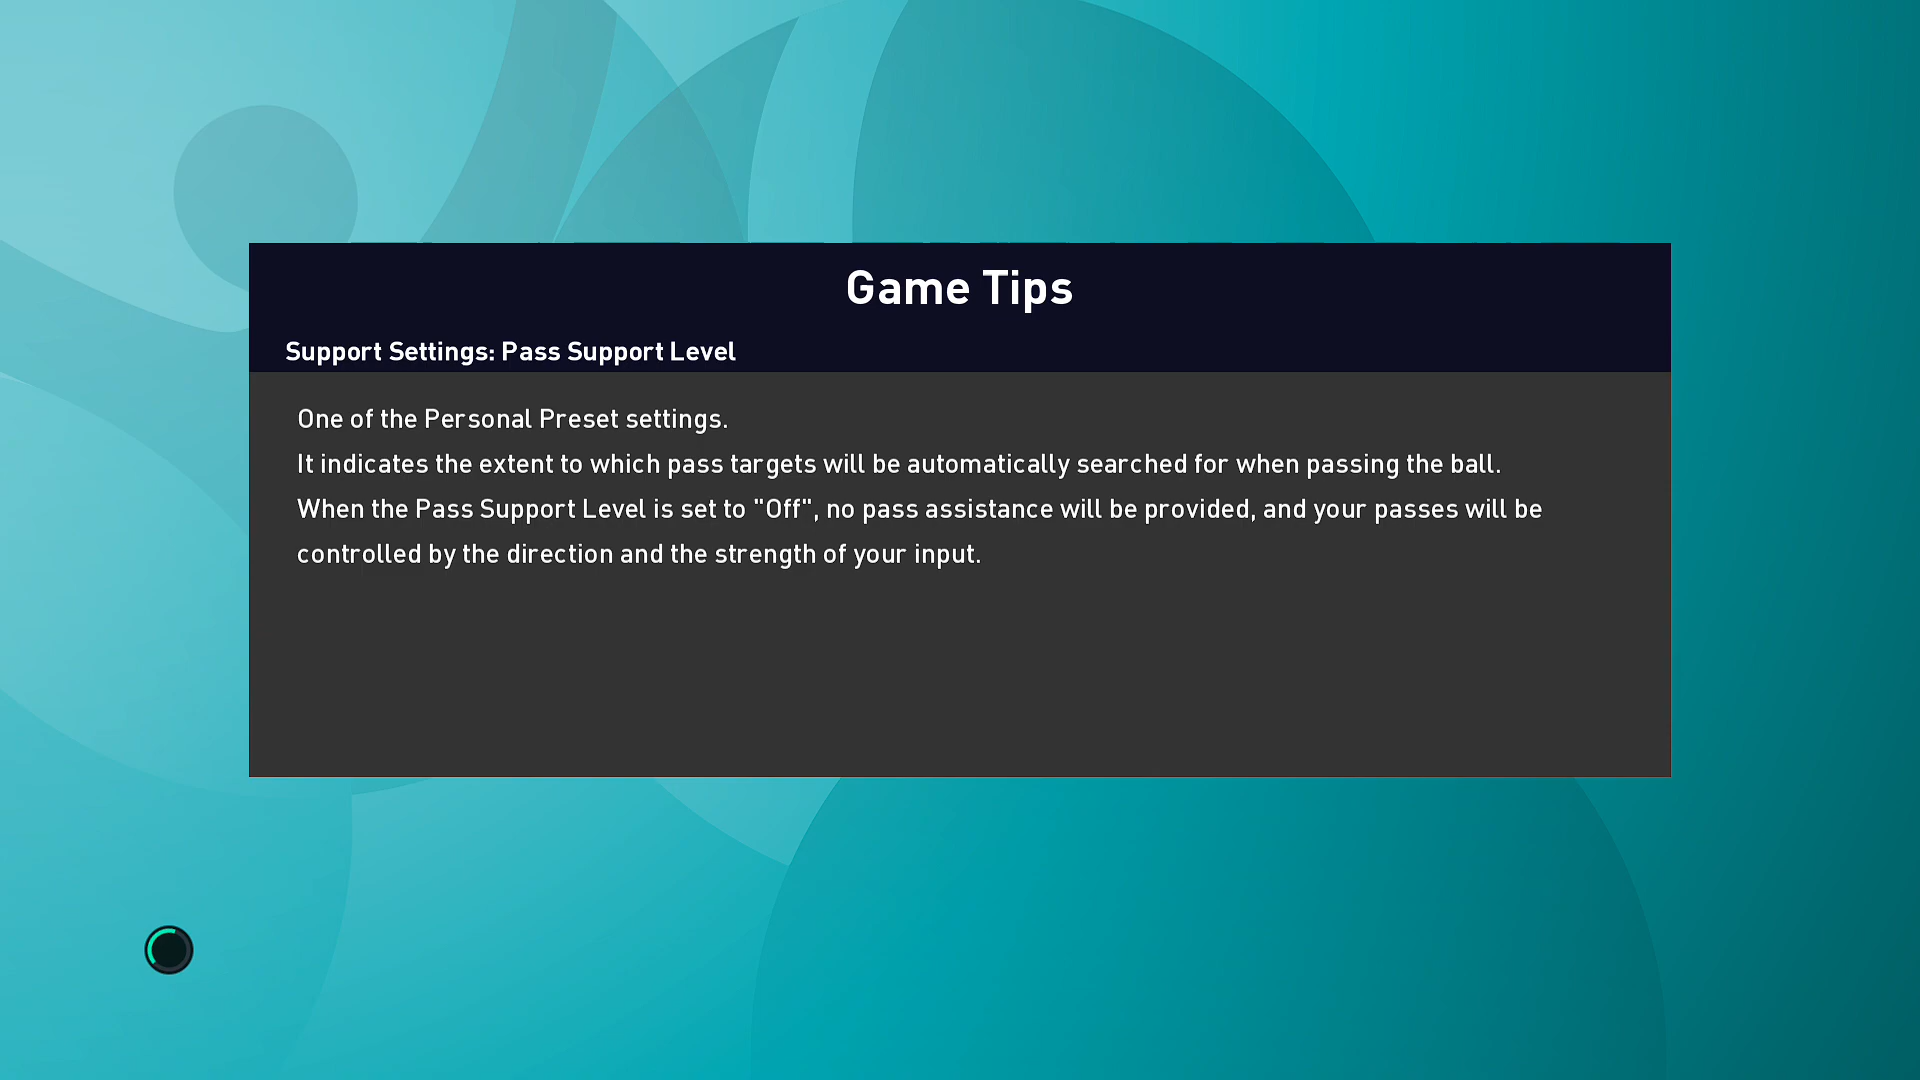 Game Tips
Support Settings: Pass Support Level
One of the Personal Preset settings.
It indicates the extent to which pass targets will be automatically searched for when passing the ball.
When the Pass Support Level is set to "Off", no pass assistance will be provided, and your passes will be
controlled by the direction and the strength of your input.